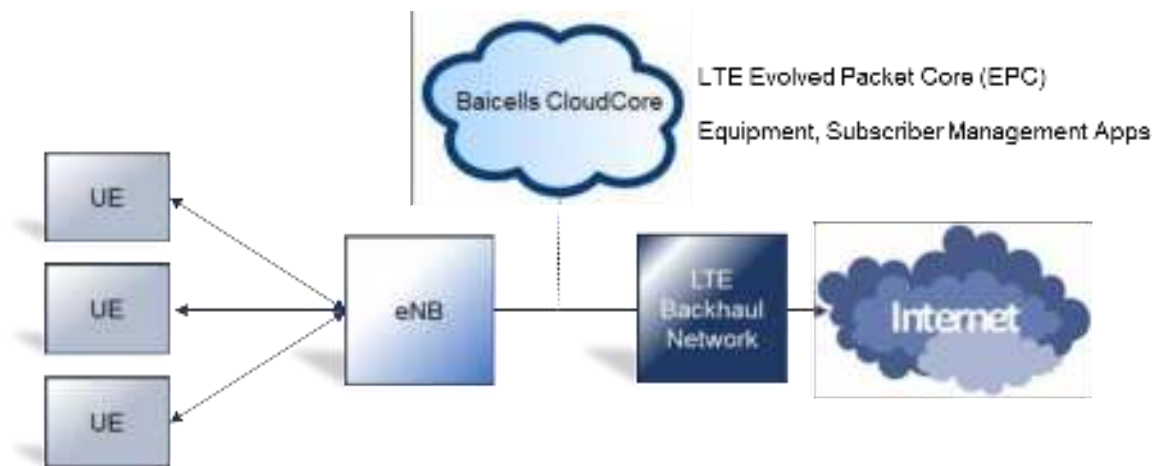 Baicells CloudCore
LTE Evolved Packet Core (EPC)
Equipment, Subscriber Management Apps
UE
UE
UE
eNB
LTE
Backhaul
Network
Internet